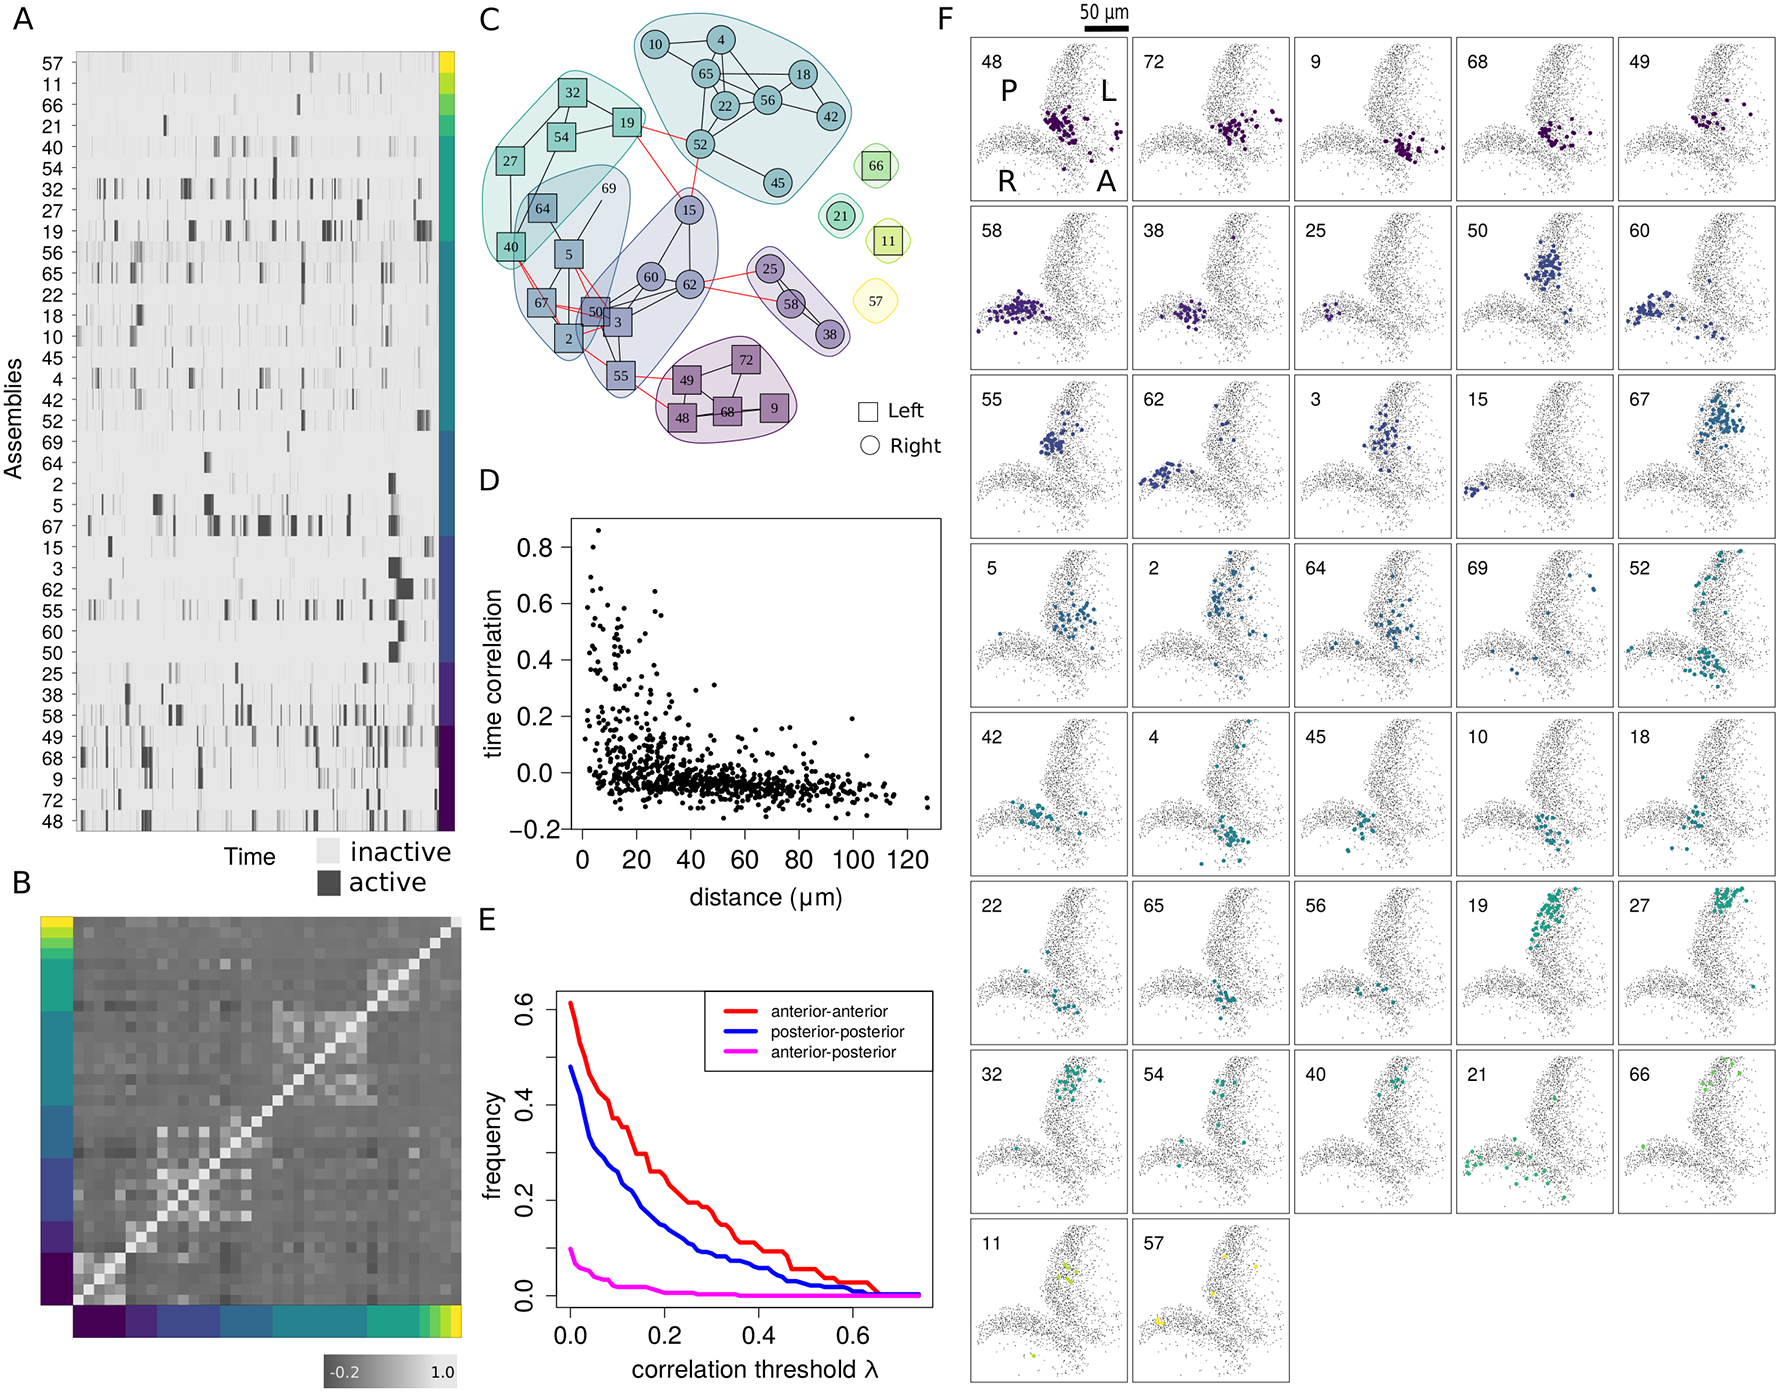 A
57
11
66
21
40
54
32
27
19
56
65
22
18
10
45
4
42
52
69
64
2
5
67
15
3
62
55
60
50
25
38
58
49
68
9
72
48
Assemblies
Time
inactive
active
B
-0.2 1.0
C
10
4
65
18
22
56
42
52
45
32
19
54
27
64
69
40
5
67
50
3
2
55
15
60
62
25
58
38
72
49
48
68
9
66
21
11
57
Left
Right
D
time correlation
0.8
0.6
0.4
0.2
0.0
−0.2
0 20 40 60 80 100 120
distance (µm)
E
frequency
0.6
0.4
0.2
0.0
anterior-anterior
posterior-posterior
anterior-posterior
0.0 0.2 0.4 0.6
correlation threshold λ
F
50 µm
48 72 9 68 49
P L
R A
58 38 25 50 60
55 62 3 15 67
5 2 64 69 52
42 4 45 10 18
22 65 56 19 27
32 54 40 21 66
11 57